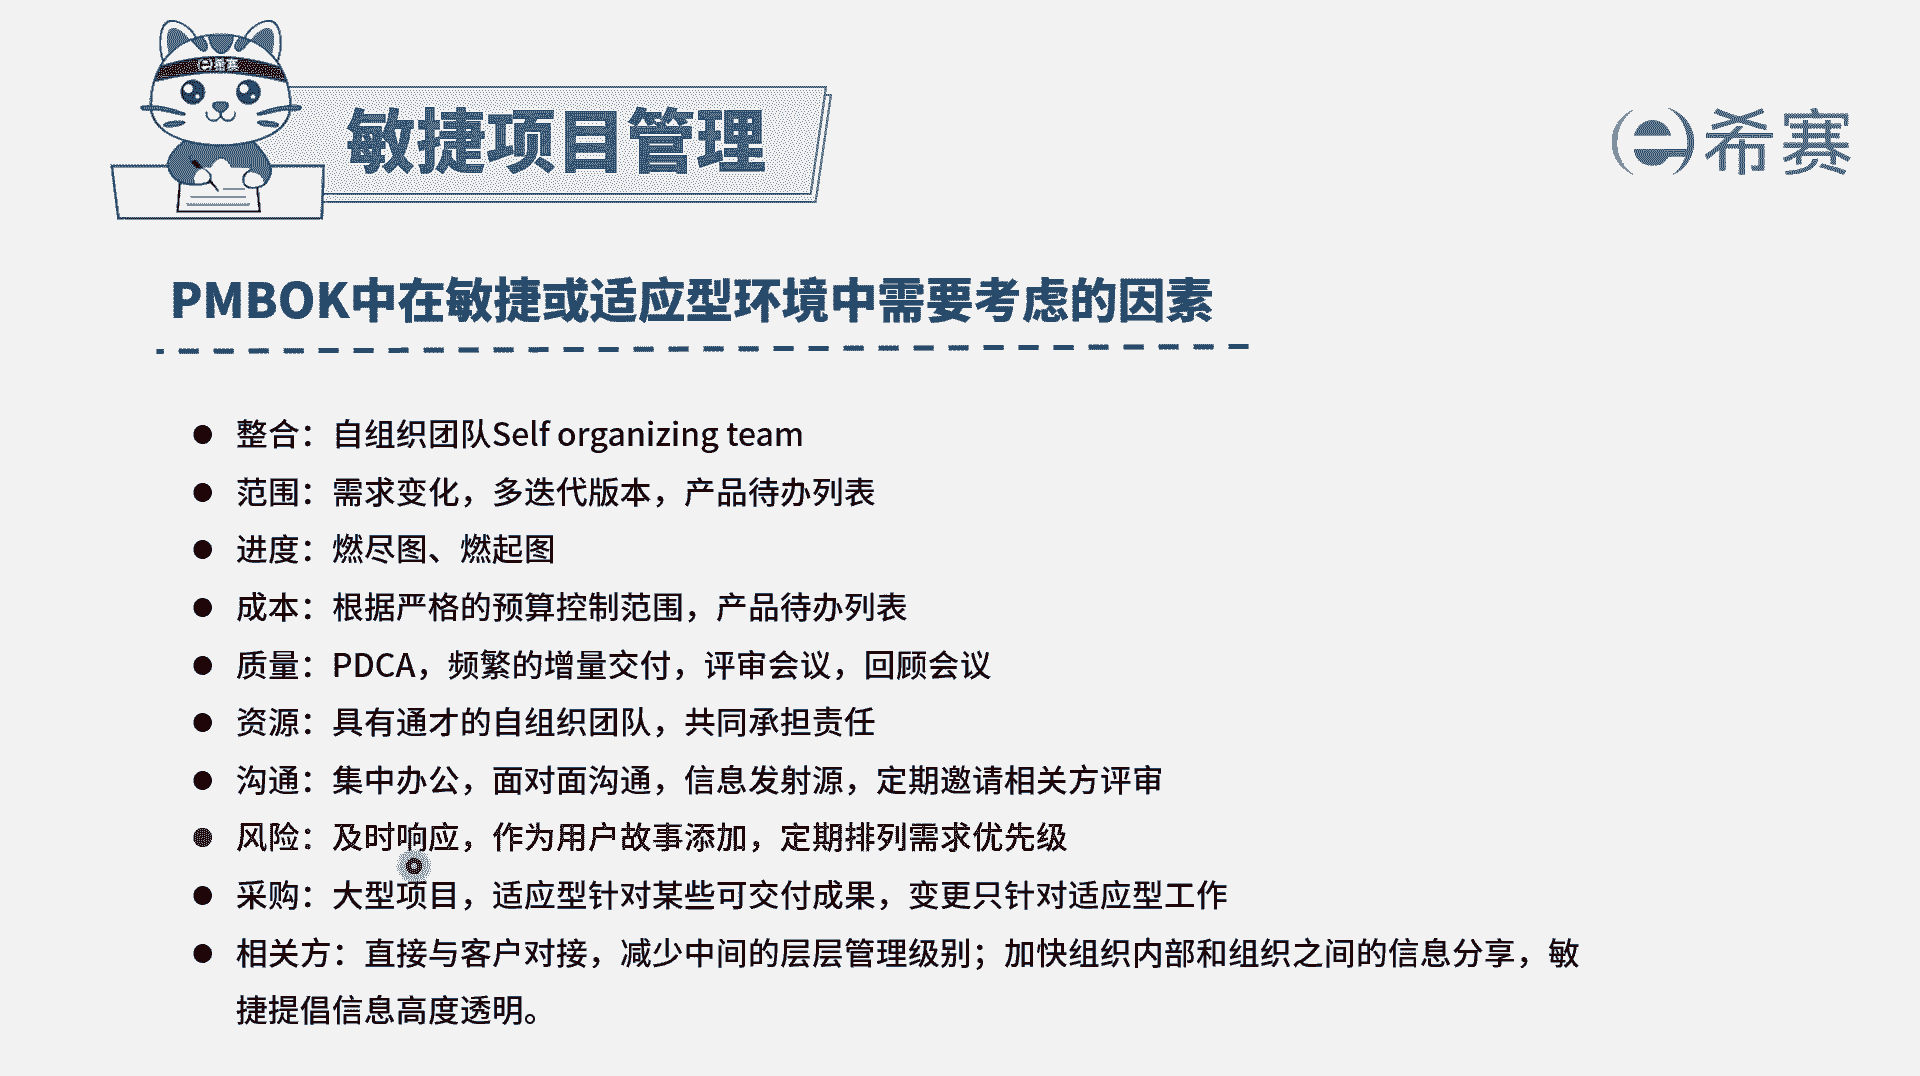 e希赛
敏捷项目管理
e希赛
PMBOK中在敏捷或适应型环境中需要考虑的因素
● 整合：自组织团队Self organizing team
● 范围：需求变化，多迭代版本，产品待办列表
● 进度：燃尽图、燃起图
● 成本：根据严格的预算控制范围，产品待办列表
● 质量：PDCA，频繁的增量交付，评审会议，回顾会议
● 资源：具有通才的自组织团队，共同承担责任
● 沟通：集中办公，面对面沟通，信息发射源，定期邀请相关方评审
● 风险：及时响应，作为用户故事添加，定期排列需求优先级
● 采购：大型项目，适应型针对某些可交付成果，变更只针对适应型工作
● 相关方：直接与客户对接，减少中间的层层管理级别；加快组织内部和组织之间的信息分享，敏
捷提倡信息高度透明。